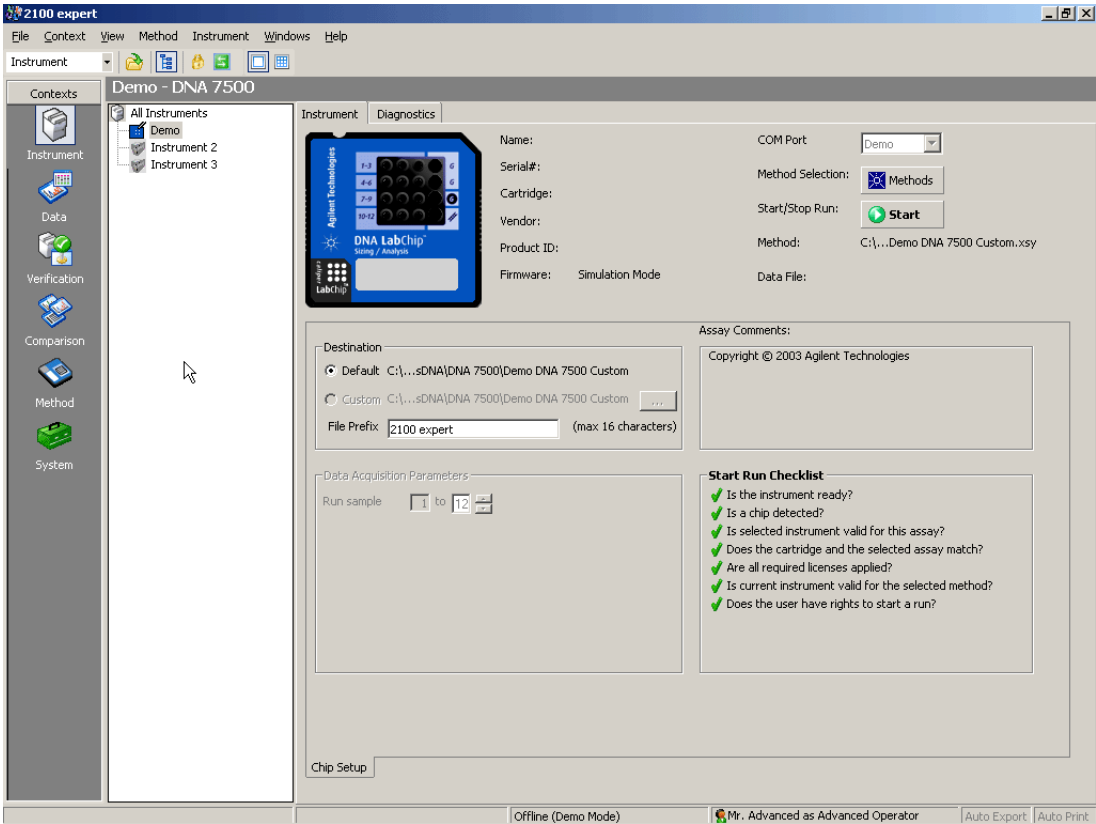 2100 expert
File Context View Method Instrument Windows Help
Instrument
Contexts
Instrument
Data
Verification
Comparison
Method
System
Demo - DNA 7500
All Instruments
Demo
Instrument 2
Instrument 3
Instrument Diagnostics
Agilent Technologies
1-3 6
4-6 6
7-9 6
10-12
DNA LabChip
Sizing / Analysis
caliper
LabChip
Name:
Serial#:
Cartridge:
Vendor:
Product ID:
Firmware: Simulation Mode
COM Port Demo
Method Selection: Methods
Start/Stop Run: Start
Method: C:\...Demo DNA 7500 Custom.xsy
Data File:
Destination
Default C:\...sDNA\DNA 7500\Demo DNA 7500 Custom
Custom C:\...sDNA\DNA 7500\Demo DNA 7500 Custom ...
File Prefix 2100 expert (max 16 characters)
Assay Comments:
Copyright © 2003 Agilent Technologies
Data Acquisition Parameters
Run sample 1 to 12
Start Run Checklist
Is the instrument ready?
Is a chip detected?
Is selected instrument valid for this assay?
Does the cartridge and the selected assay match?
Are all required licenses applied?
Is current instrument valid for the selected method?
Does the user have rights to start a run?
Chip Setup
Offline (Demo Mode) Mr. Advanced as Advanced Operator Auto Export Auto Print